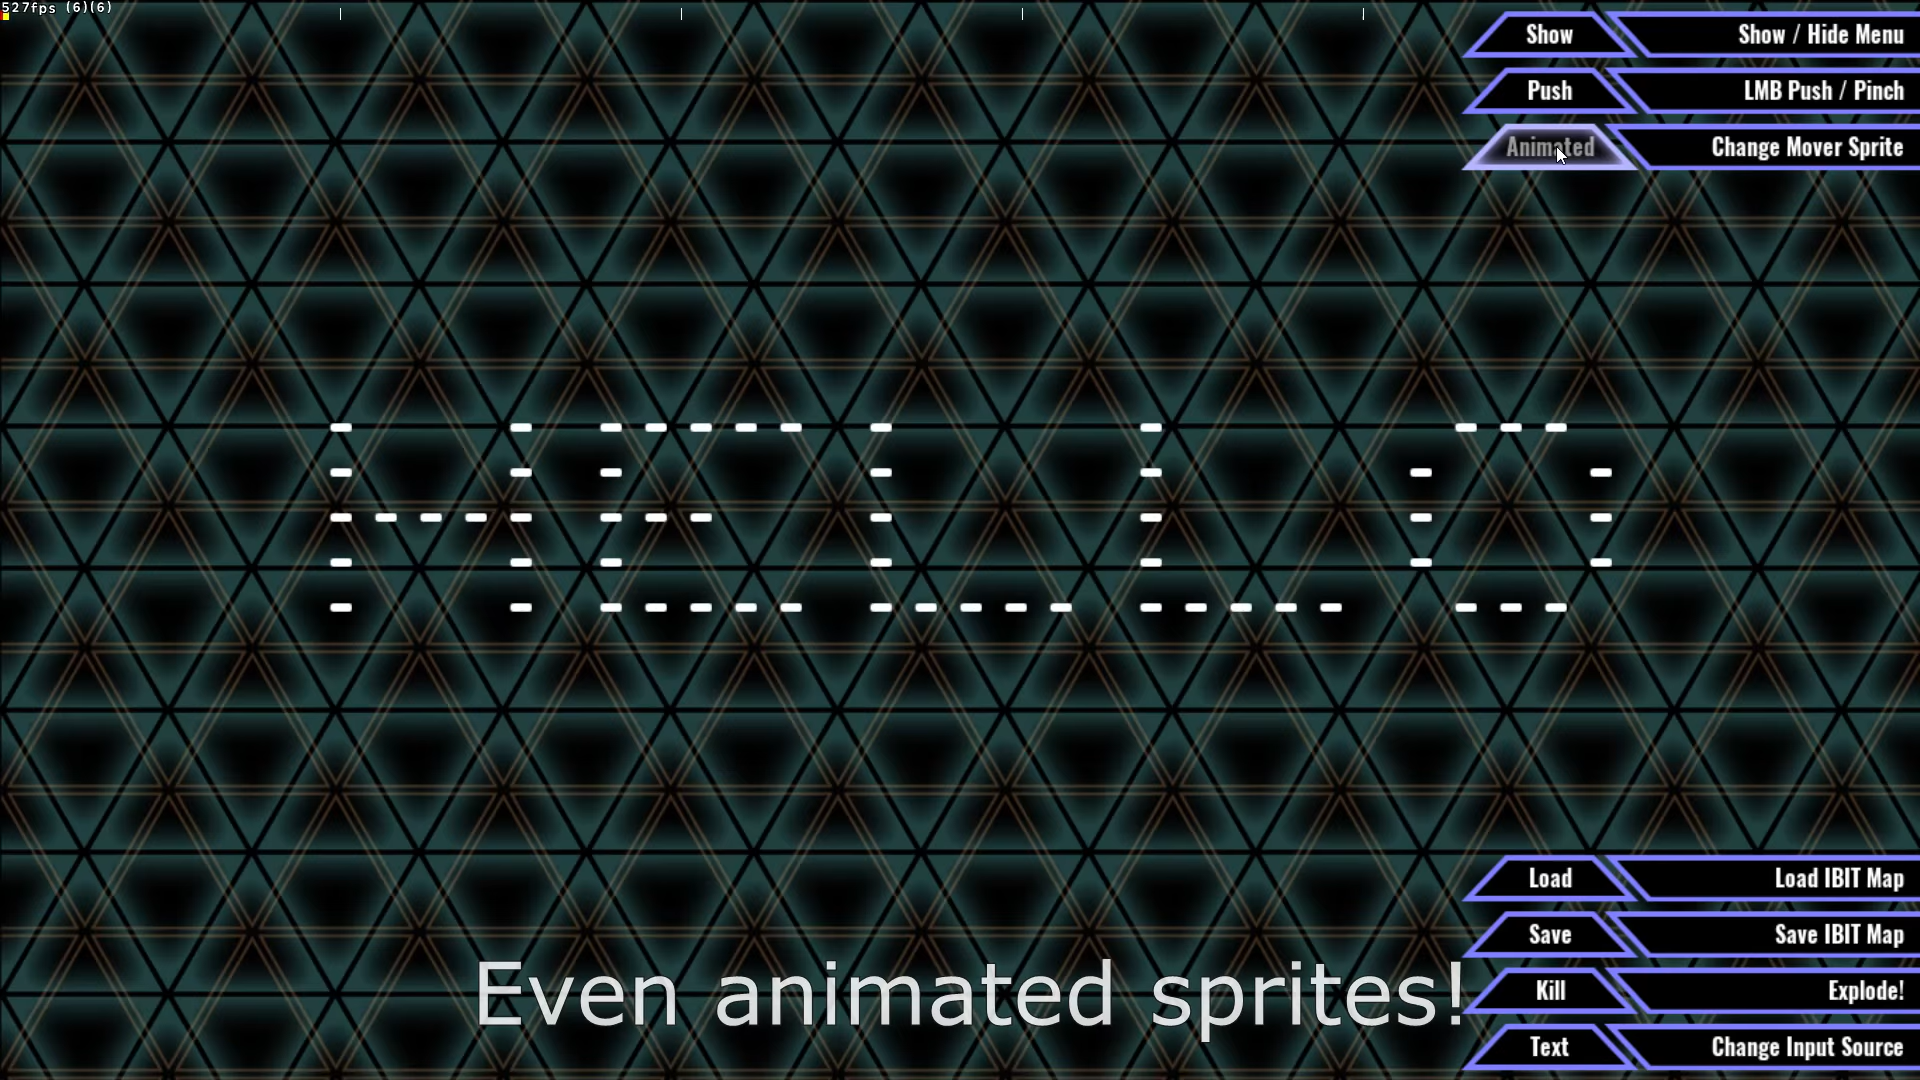 527fps (6)(6)
Show Show / Hide Menu
Push LMB Push / Pinch
Animated Change Mover Sprite
HELLO
Load Load IBIT Map
Save Save IBIT Map
Even animated sprites!
Kill Explode!
Text Change Input Source